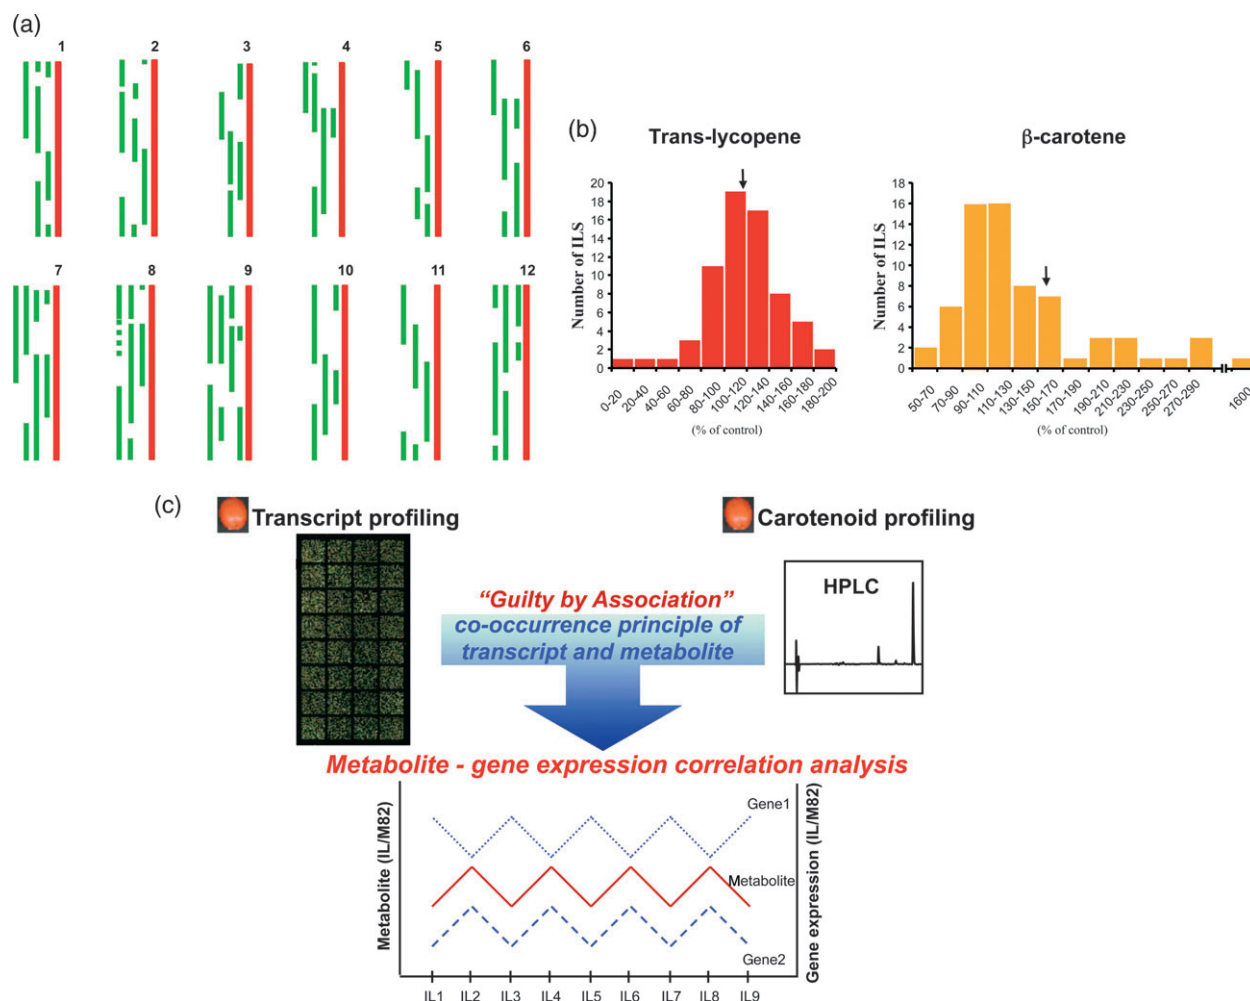 (a)
1 2 3 4 5 6
7 8 9 10 11 12
(b)
Trans-lycopene
Number of ILS
20
18
16
14
12
10
8
6
4
2
0
0-20
20-40
40-60
60-80
80-100
100-120
120-140
140-160
160-180
180-200
(% of control)
β-carotene
Number of ILS
18
16
14
12
10
8
6
4
2
0
50-70
70-90
90-110
110-130
130-150
150-170
170-190
190-210
210-230
230-250
250-270
270-290
1600
(% of control)
(c)
Transcript profiling
Carotenoid profiling
HPLC
“Guilty by Association”
co-occurrence principle of
transcript and metabolite
Metabolite - gene expression correlation analysis
Metabolite (IL/M82)
Gene expression (IL/M82)
Gene1
Metabolite
Gene2
IL1 IL2 IL3 IL4 IL5 IL6 IL7 IL8 IL9